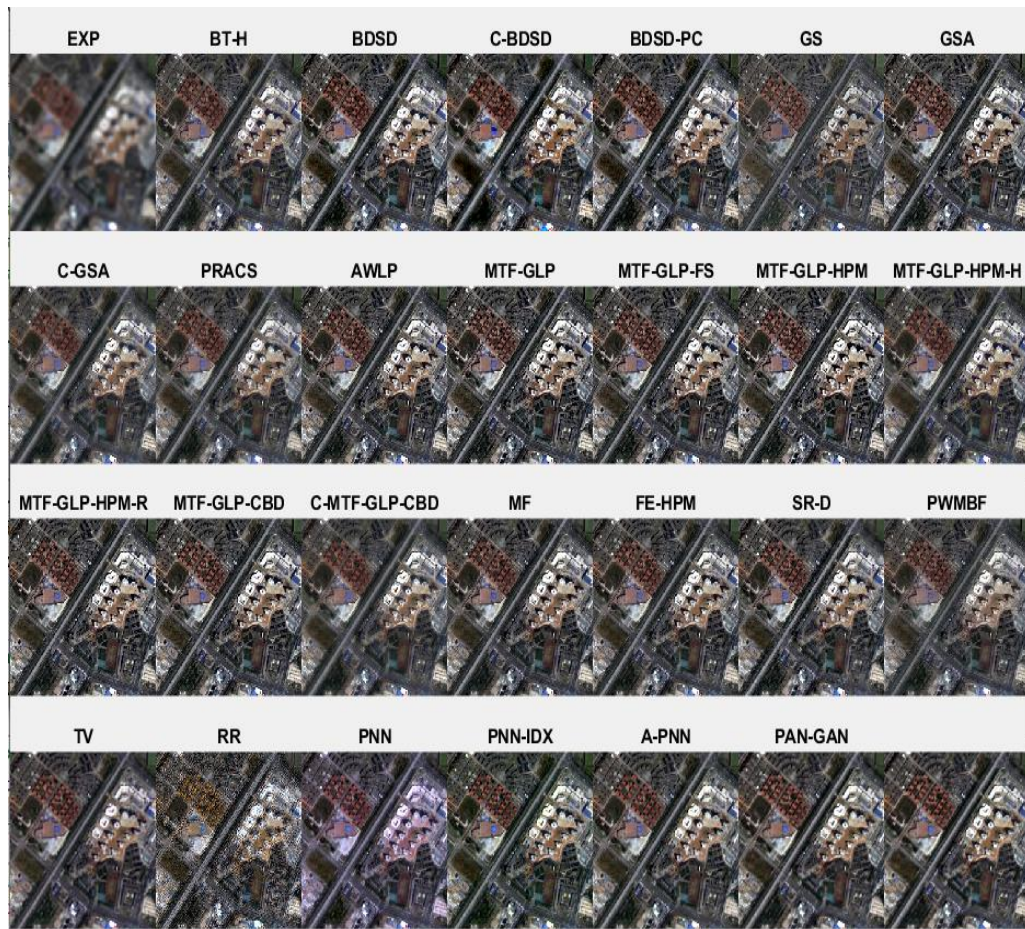 EXP BT-H BDSD C-BDSD BDSD-PC GS GSA
C-GSA PRACS AWLP MTF-GLP MTF-GLP-FS MTF-GLP-HPM MTF-GLP-HPM-H
MTF-GLP-HPM-R MTF-GLP-CBD C-MTF-GLP-CBD MF FE-HPM SR-D PWMBF
TV RR PNN PNN-IDX A-PNN PAN-GAN